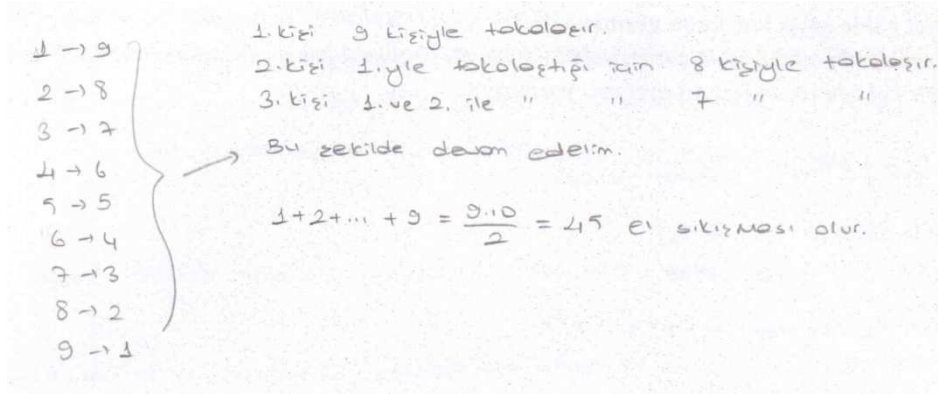 1 → 9
2 → 8
3 → 7
4 → 6
5 → 5
6 → 4
7 → 3
8 → 2
9 → 1
1. kişi 9 kişiyle tokalaşır
2. kişi 1. yle tokalaştığı için 8 kişiyle tokalaşır.
3. kişi 1. ve 2. ile " " 7 " "
Bu şekilde devam edelim.
1+2+... +9 = 9.10/2 = 45 el sıkışması olur.